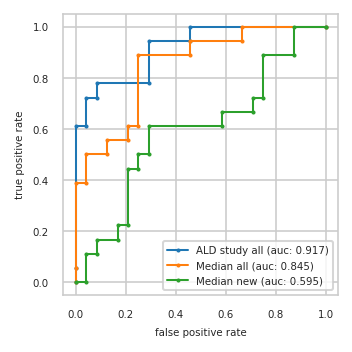 1.0
0.8
0.6
0.4
0.2
0.0
true positive rate
ALD study all (auc: 0.917)
Median all (auc: 0.845)
Median new (auc: 0.595)
0.0 0.2 0.4 0.6 0.8 1.0
false positive rate